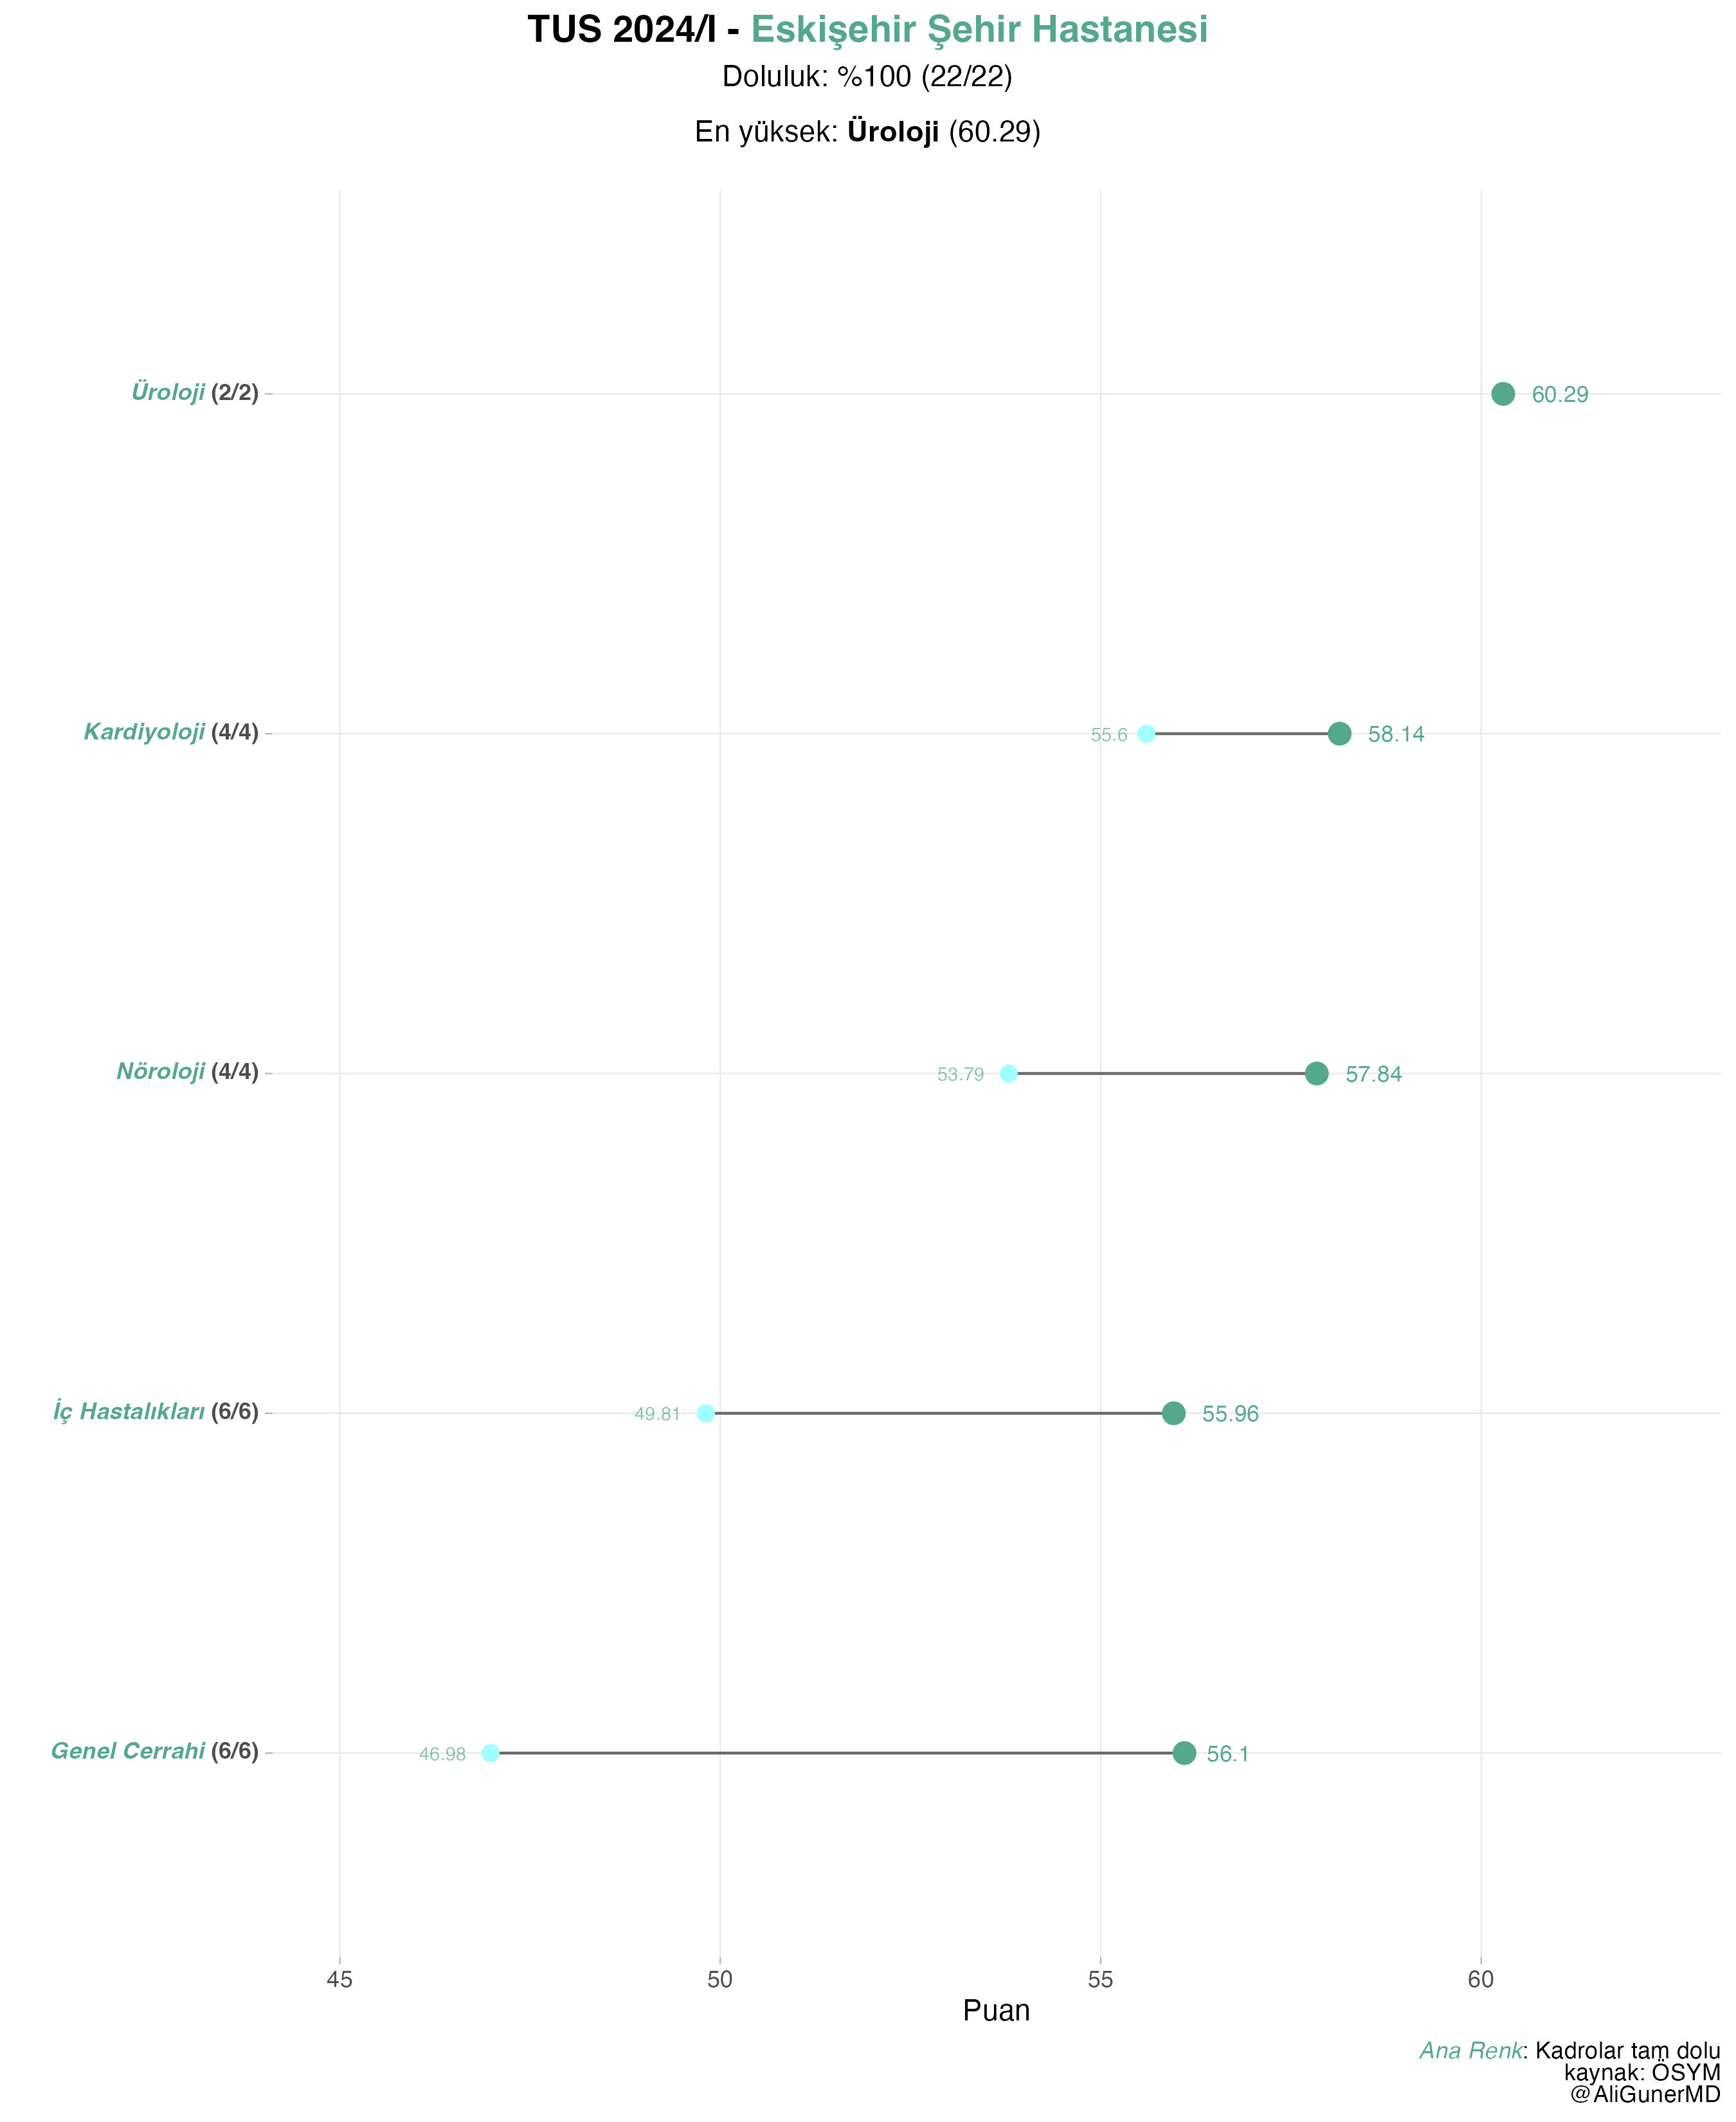 TUS 2024/I - Eskişehir Şehir Hastanesi
Doluluk: %100 (22/22)
En yüksek: Üroloji (60.29)
Üroloji (2/2) 60.29
Kardiyoloji (4/4) 55.6 58.14
Nöroloji (4/4) 53.79 57.84
İç Hastalıkları (6/6) 49.81 55.96
Genel Cerrahi (6/6) 46.98 56.1
45 50 55 60
Puan
Ana Renk: Kadrolar tam dolu
kaynak: ÖSYM
@AliGunerMD